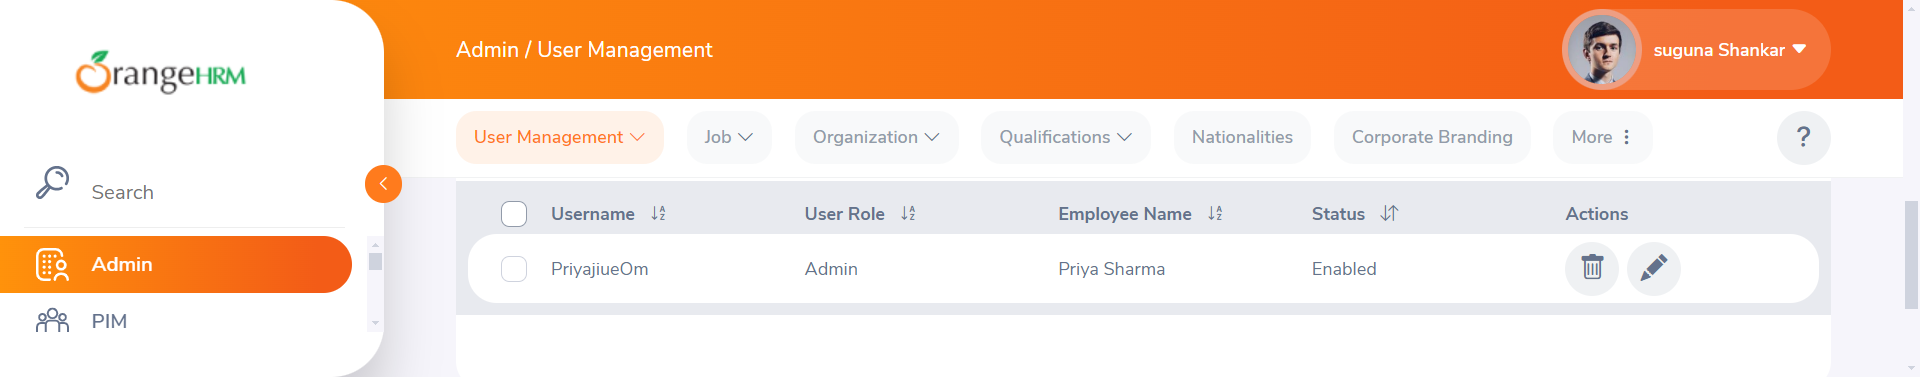 OrangeHRM
Search
Admin
PIM
Admin / User Management
suguna Shankar
User Management
Job
Organization
Qualifications
Nationalities
Corporate Branding
More
?
Username
User Role
Employee Name
Status
Actions
PriyajiueOm
Admin
Priya Sharma
Enabled